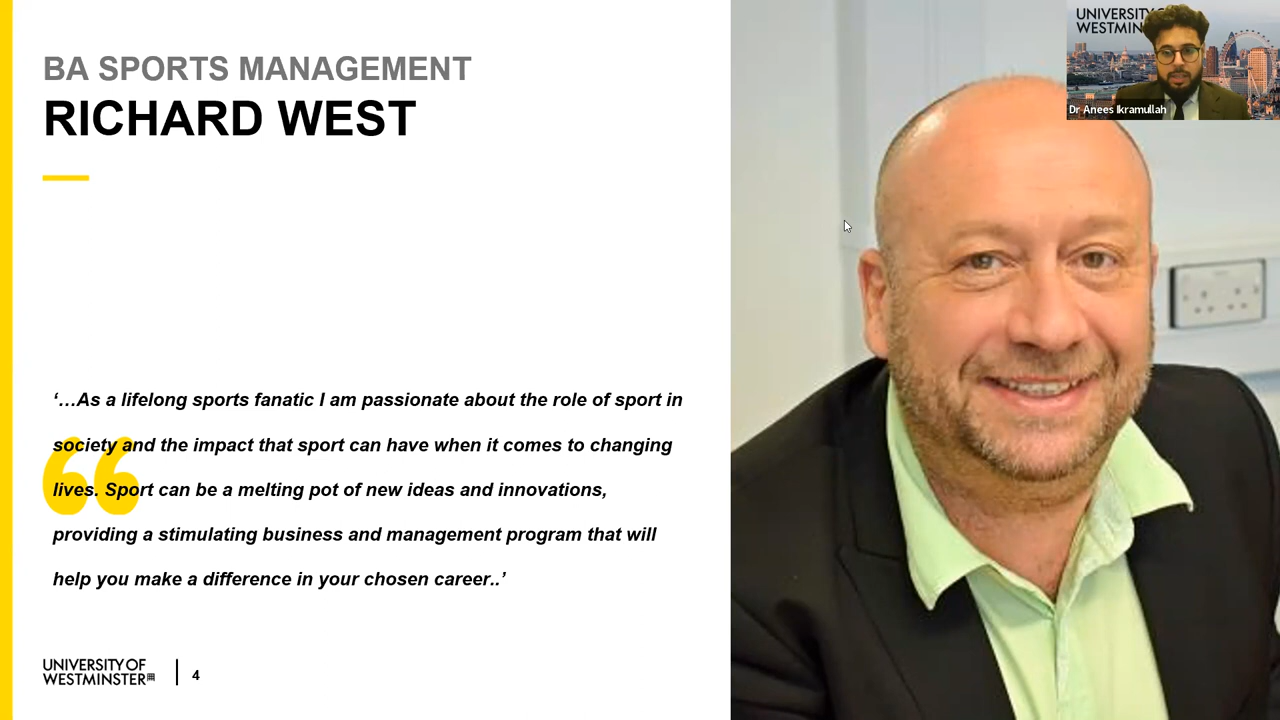 BA SPORTS MANAGEMENT
RICHARD WEST
‘…As a lifelong sports fanatic I am passionate about the role of sport in
society and the impact that sport can have when it comes to changing
lives. Sport can be a melting pot of new ideas and innovations,
providing a stimulating business and management program that will
help you make a difference in your chosen career..’
UNIVERSITY OF
WESTMINSTER
4
UNIVERSITY
WESTMIN
Dr Anees Ikramullah